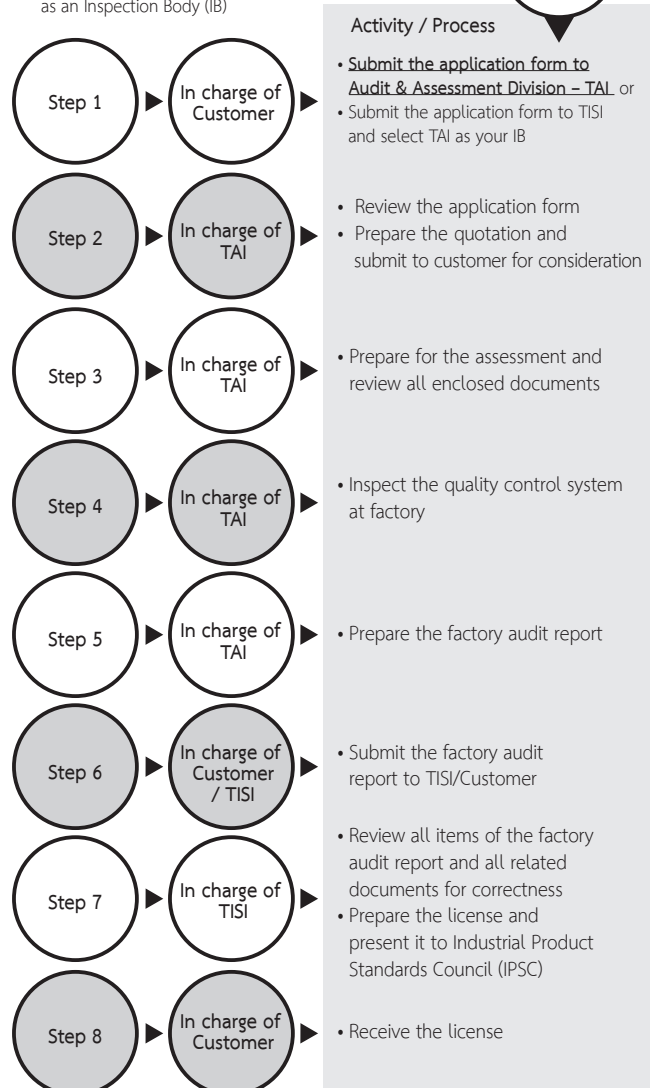 as an Inspection Body (IB)
Activity / Process
Step 1
In charge of
Customer
• Submit the application form to
Audit & Assessment Division – TAI or
• Submit the application form to TISI
and select TAI as your IB
Step 2
In charge of
TAI
• Review the application form
• Prepare the quotation and
submit to customer for consideration
Step 3
In charge of
TAI
• Prepare for the assessment and
review all enclosed documents
Step 4
In charge of
TAI
• Inspect the quality control system
at factory
Step 5
In charge of
TAI
• Prepare the factory audit report
Step 6
In charge of
Customer
/ TISI
• Submit the factory audit
report to TISI/Customer
Step 7
In charge of
TISI
• Review all items of the factory
audit report and all related
documents for correctness
• Prepare the license and
present it to Industrial Product
Standards Council (IPSC)
Step 8
In charge of
Customer
• Receive the license